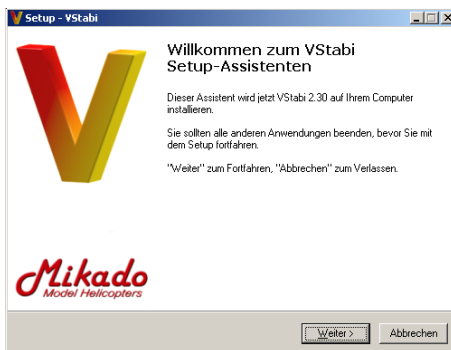 Setup - VStabi
Willkommen zum VStabi
Setup-Assistenten
Dieser Assistent wird jetzt VStabi 2.30 auf Ihrem Computer
installieren.
Sie sollten alle anderen Anwendungen beenden, bevor Sie mit
dem Setup fortfahren.
"Weiter" zum Fortfahren, "Abbrechen" zum Verlassen.
V
Mikado
Model Helicopters
Weiter >
Abbrechen